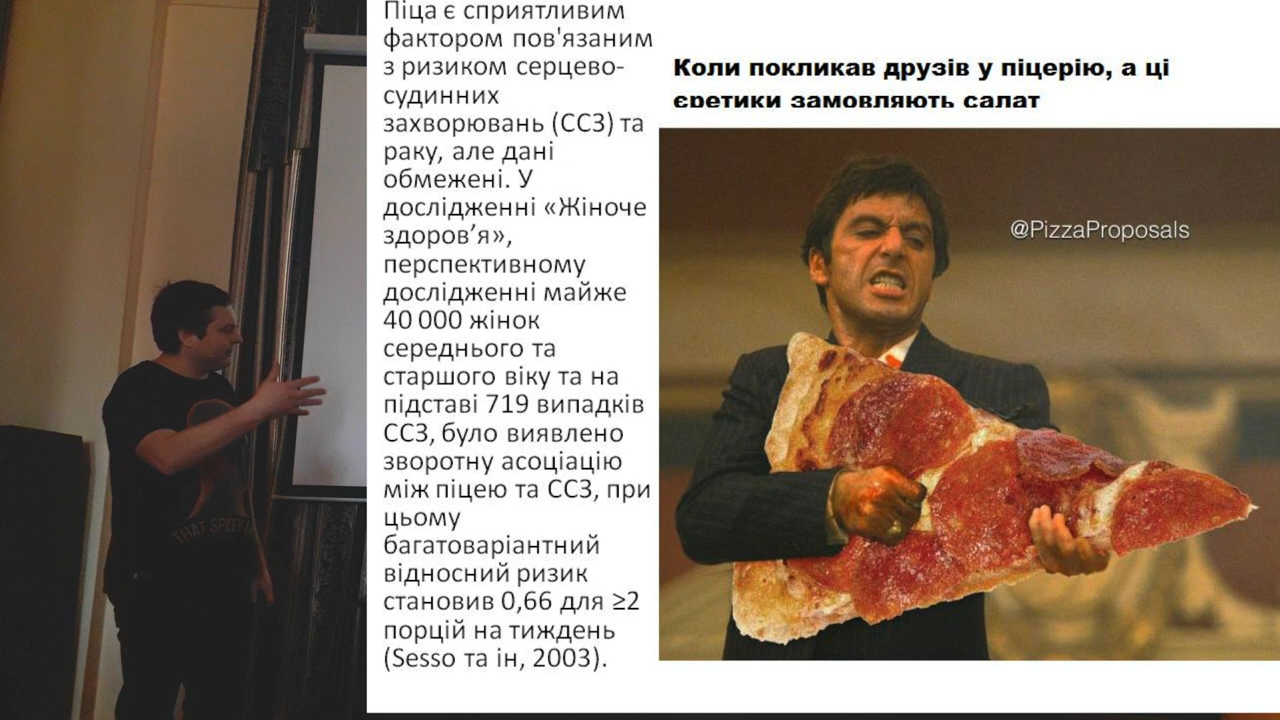 Піца є сприятливим
фактором пов'язаним
з ризиком серцево-
судинних
захворювань (ССЗ) та
раку, але дані
обмежені. У
дослідженні «Жіноче
здоров’я»,
перспективному
дослідженні майже
40 000 жінок
середнього та
старшого віку та на
підставі 719 випадків
ССЗ, було виявлено
зворотну асоціацію
між піцею та ССЗ, при
цьому
багатоваріантний
відносний ризик
становив 0,66 для ≥2
порцій на тиждень
(Sesso та ін, 2003).
Коли покликав друзів у піцерію, а ці
єретики замовляють салат
@PizzaProposals
THAT